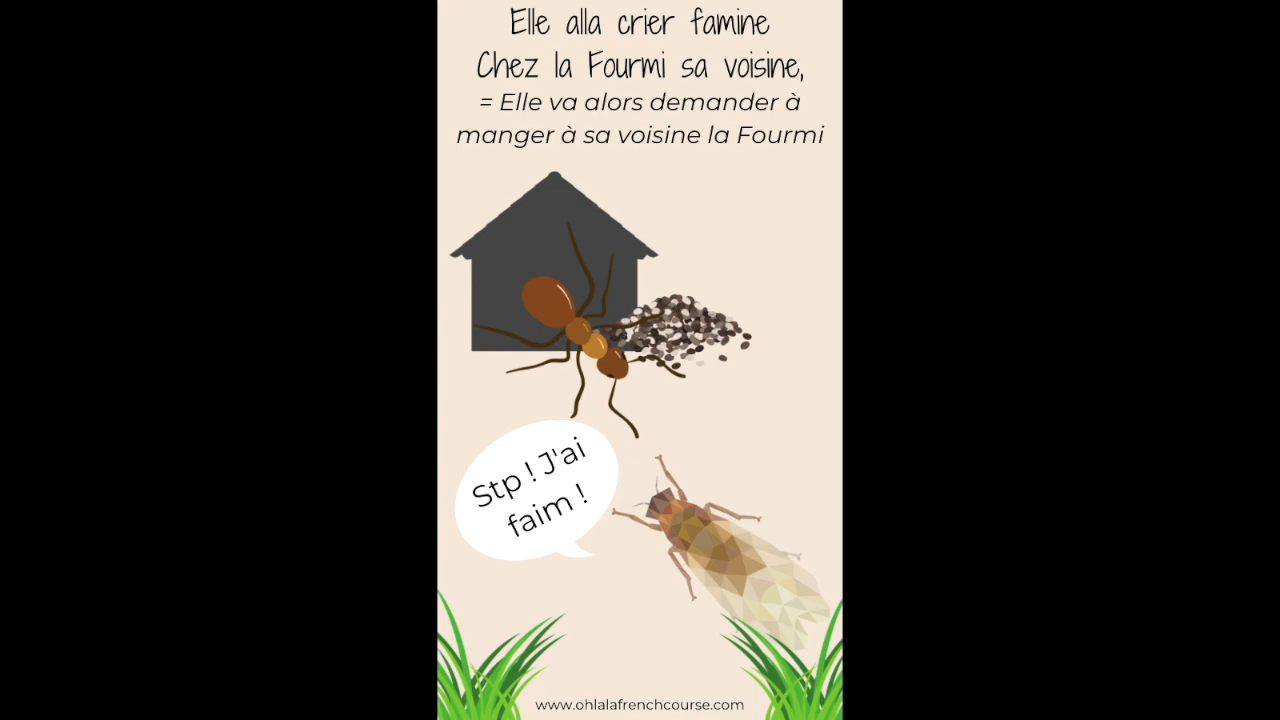 Elle alla crier famine
Chez la Fourmi sa voisine,
= Elle va alors demander à
manger à sa voisine la Fourmi
Stp ! J'ai
faim !
www.ohlalafrenchcourse.com